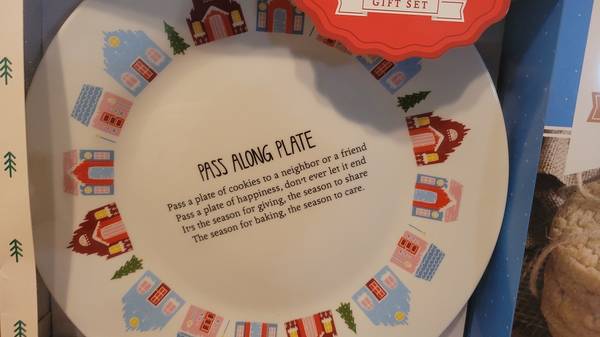 GIFT SET
PASS ALONG PLATE
Pass a plate of cookies to a neighbor or a friend
Pass a plate of happiness, don't ever let it end
It's the season for giving, the season to share
The season for baking, the season to care.